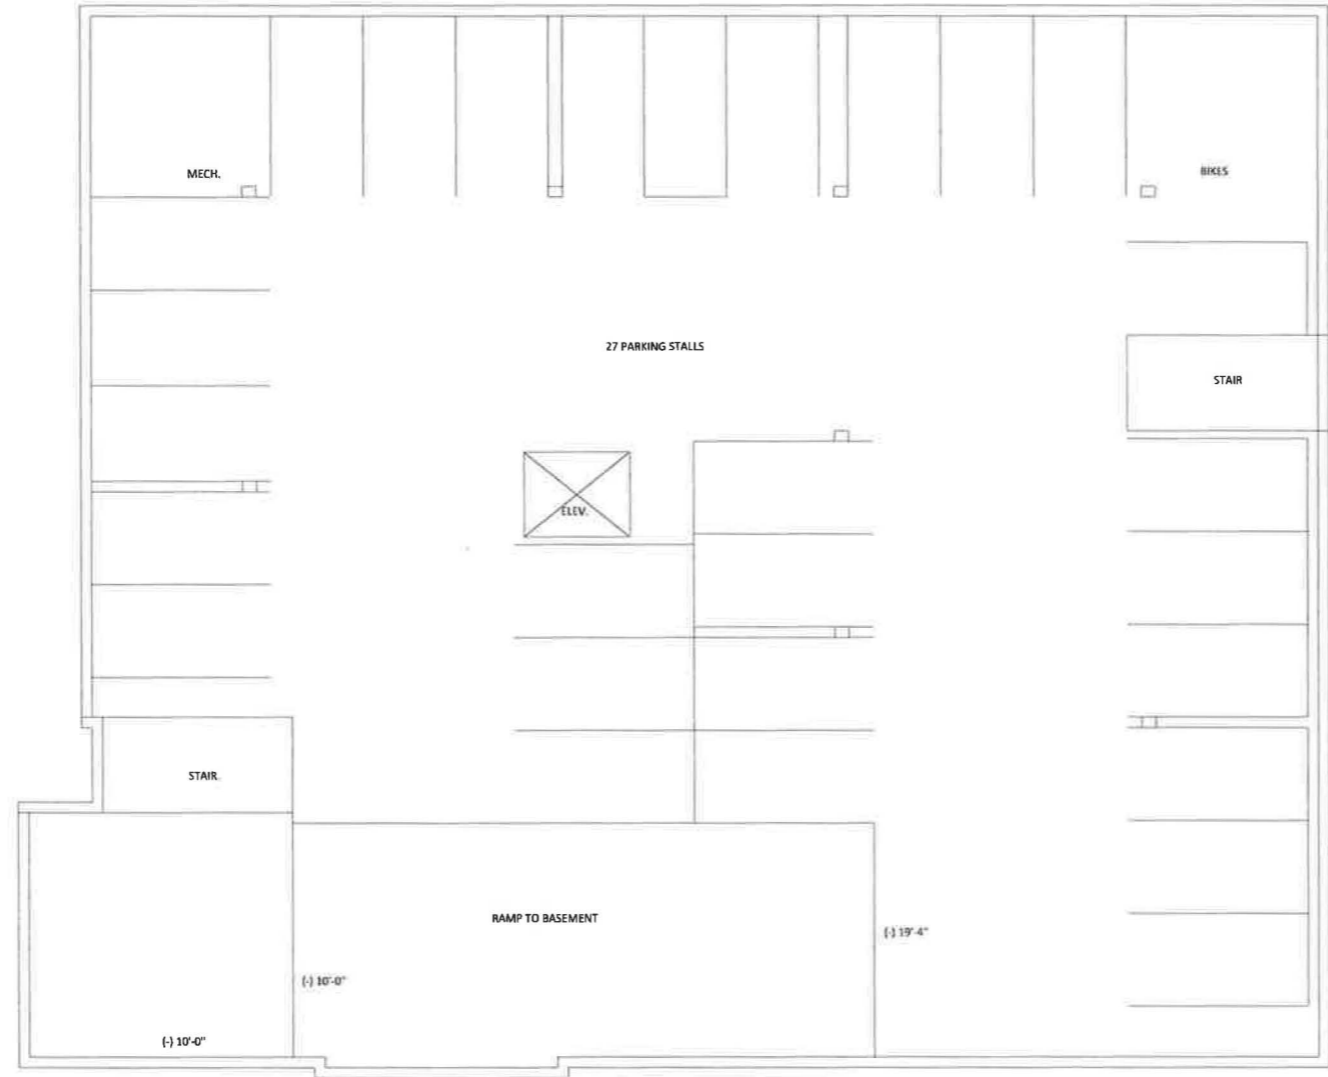 MECH.
BIKES
27 PARKING STALLS
STAIR
ELEV.
STAIR
RAMP TO BASEMENT
(-) 19'-4"
(-) 10'-0"
(-) 10'-0"